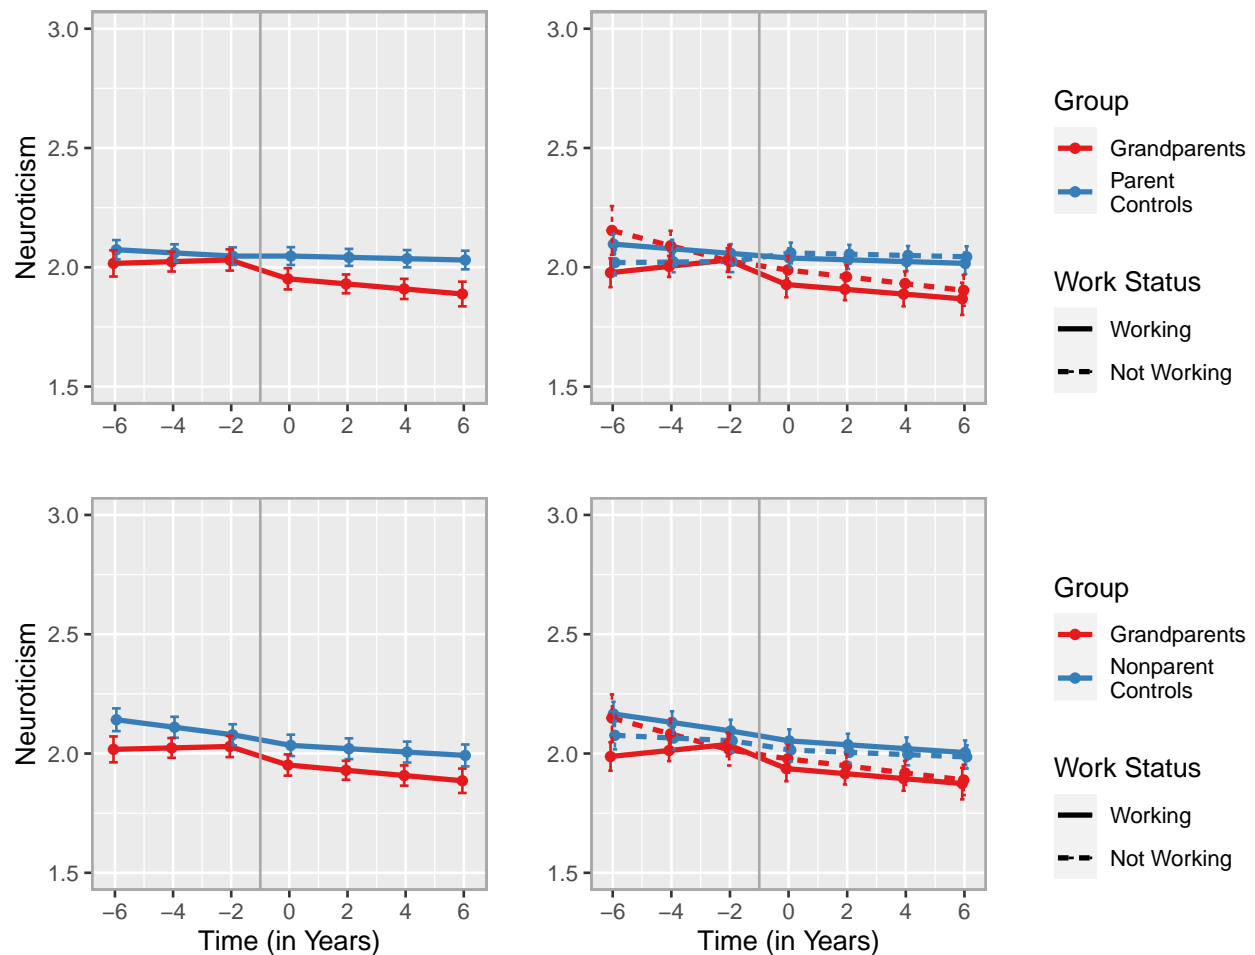 3.0
2.5
2.0
1.5
Neuroticism
−6 −4 −2 0 2 4 6
3.0
2.5
2.0
1.5
−6 −4 −2 0 2 4 6
Group
Grandparents
Parent
Controls
Work Status
Working
Not Working
3.0
2.5
2.0
1.5
Neuroticism
−6 −4 −2 0 2 4 6
Time (in Years)
3.0
2.5
2.0
1.5
−6 −4 −2 0 2 4 6
Time (in Years)
Group
Grandparents
Nonparent
Controls
Work Status
Working
Not Working